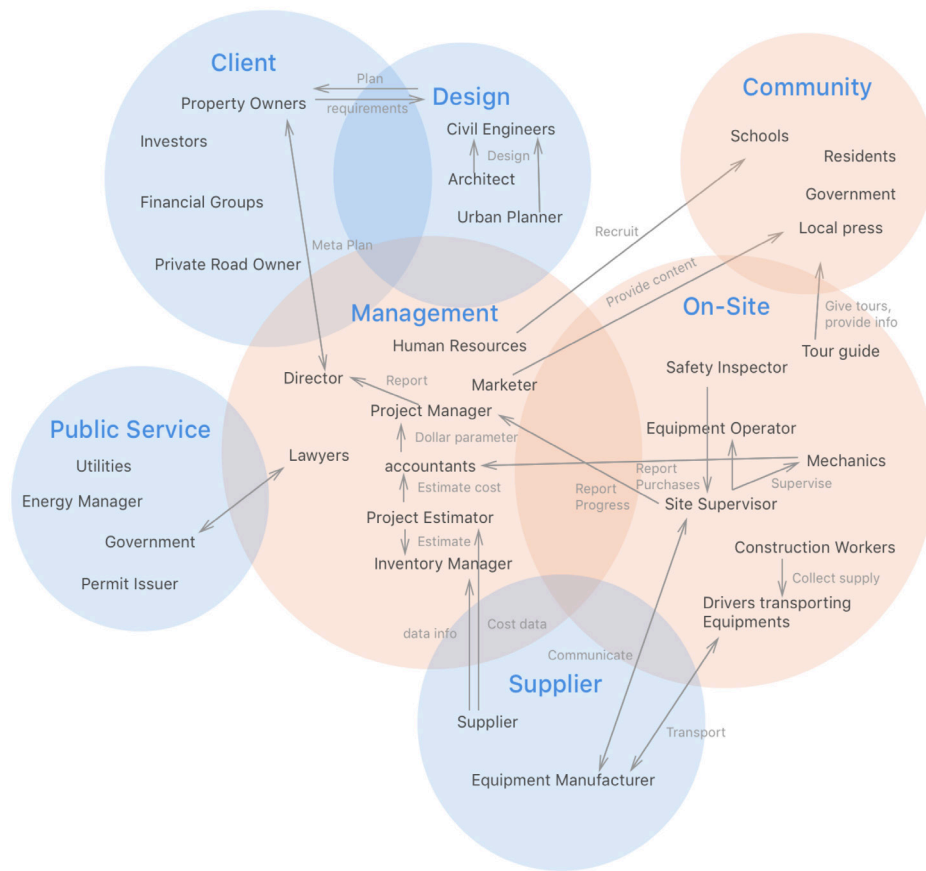 Client
Plan
Property Owners
requirements
Investors
Financial Groups
Private Road Owner
Meta Plan
Design
Civil Engineers
Design
Architect
Urban Planner
Community
Schools
Residents
Government
Local press
Recruit
Provide content
Management
Human Resources
Director
Report
Marketer
Project Manager
Dollar parameter
Lawyers
accountants
Estimate cost
Project Estimator
Estimate
Inventory Manager
On-Site
Give tours,
provide info
Tour guide
Safety Inspector
Equipment Operator
Mechanics
Report
Purchases
Supervise
Report
Progress
Site Supervisor
Construction Workers
Collect supply
Drivers transporting
Equipments
Public Service
Utilities
Energy Manager
Government
Permit Issuer
data info
Cost data
Communicate
Supplier
Supplier
Transport
Equipment Manufacturer